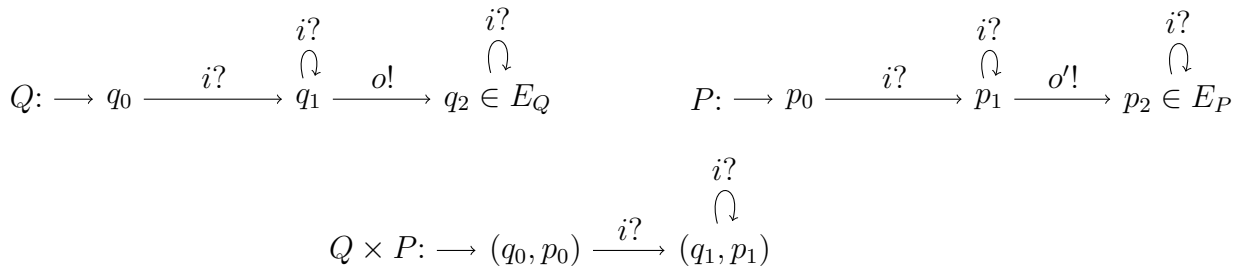 i? i? i? i?
Q: q₀ i? q₁ o! q₂ ∈ E_Q P: p₀ i? p₁ o′! p₂ ∈ E_P
i?
Q × P: (q₀, p₀) i? (q₁, p₁)